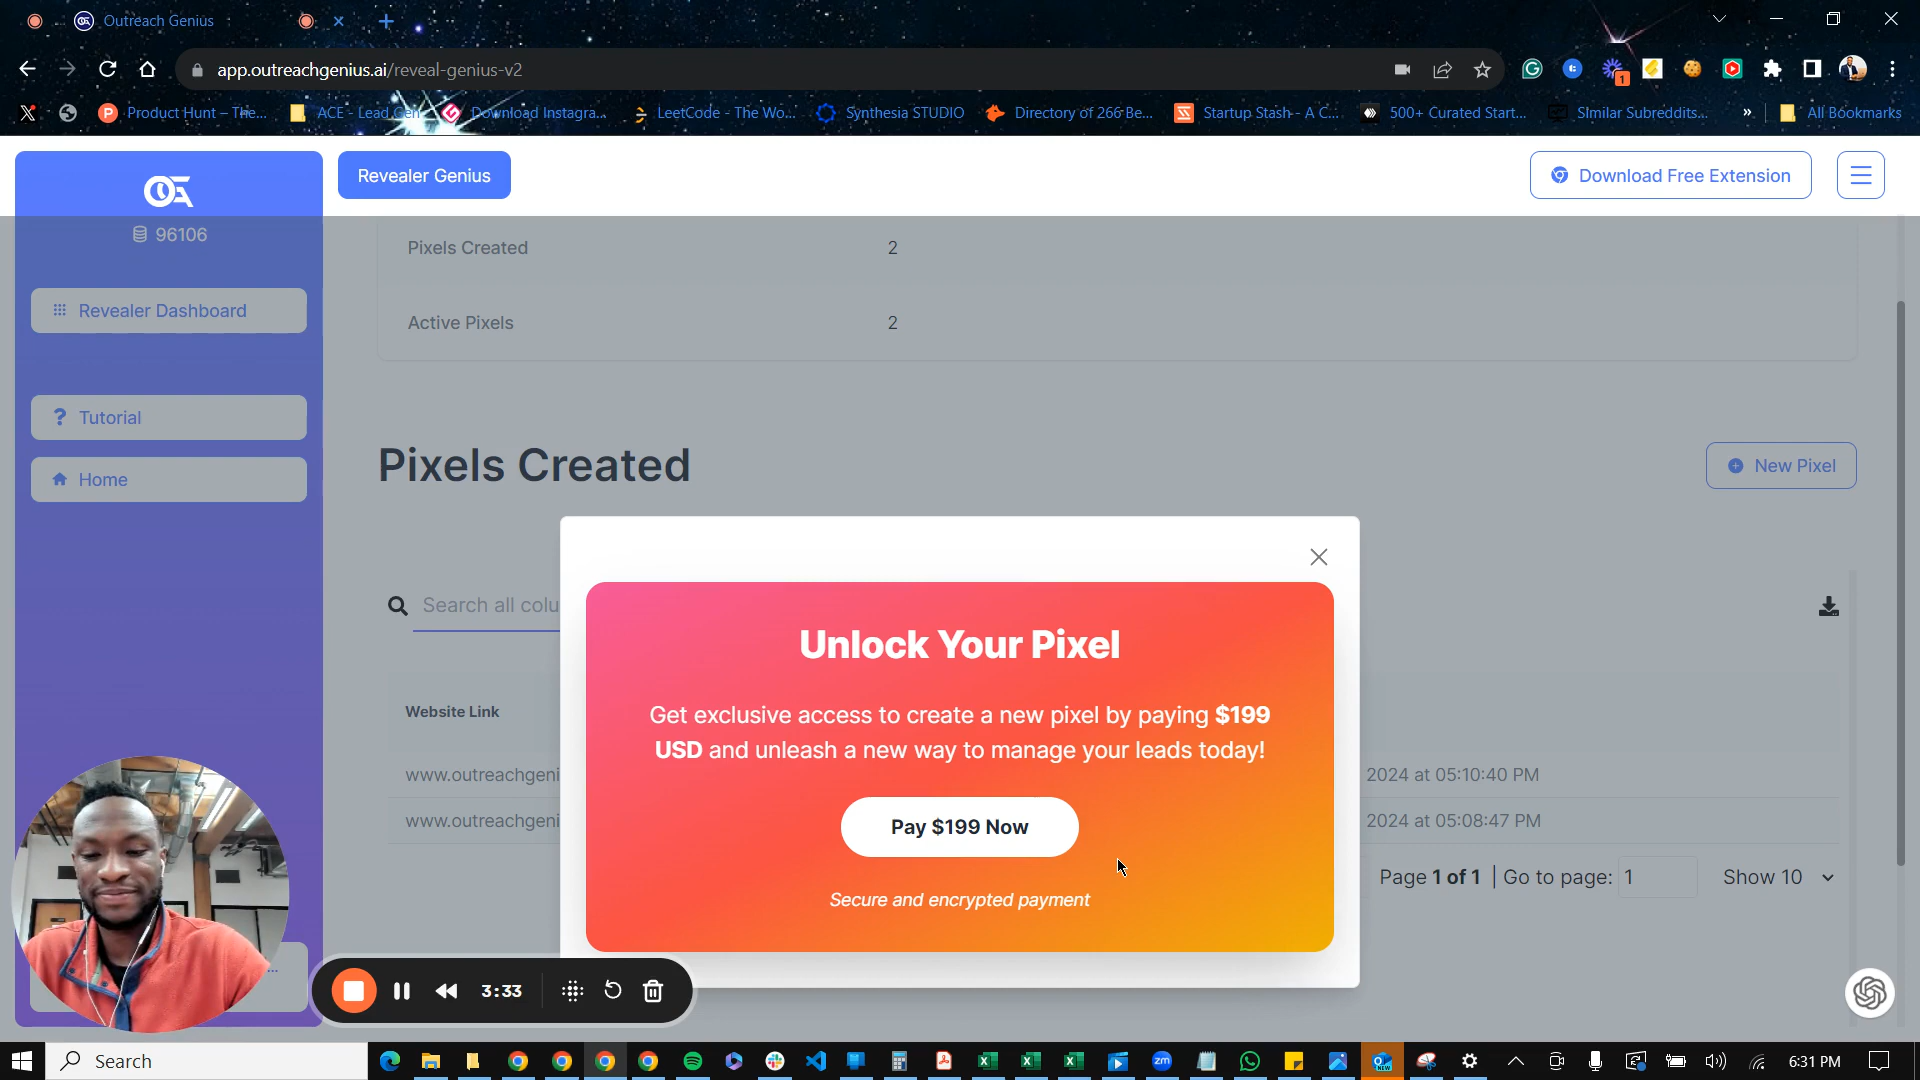 Outreach Genius
app.outreachgenius.ai/reveal-genius-v2
1
Product Hunt – The...
ACE - Lead Gen
Download Instagra...
LeetCode - The Wo...
Synthesia STUDIO
Directory of 266 Be...
Startup Stash - A C...
500+ Curated Start...
SImilar Subreddits...
»
All Bookmarks
Revealer Genius
Download Free Extension
96106
Pixels Created
2
Revealer Dashboard
Active Pixels
2
Tutorial
Pixels Created
New Pixel
Home
Search all colu
Unlock Your Pixel
Website Link
Get exclusive access to create a new pixel by paying $199
USD and unleash a new way to manage your leads today!
www.outreachgeni
2024 at 05:10:40 PM
www.outreachgeni
2024 at 05:08:47 PM
Pay $199 Now
Page 1 of 1 | Go to page: 1
Show 10
Secure and encrypted payment
...
3:33
Search
zm
NEW
6:31 PM